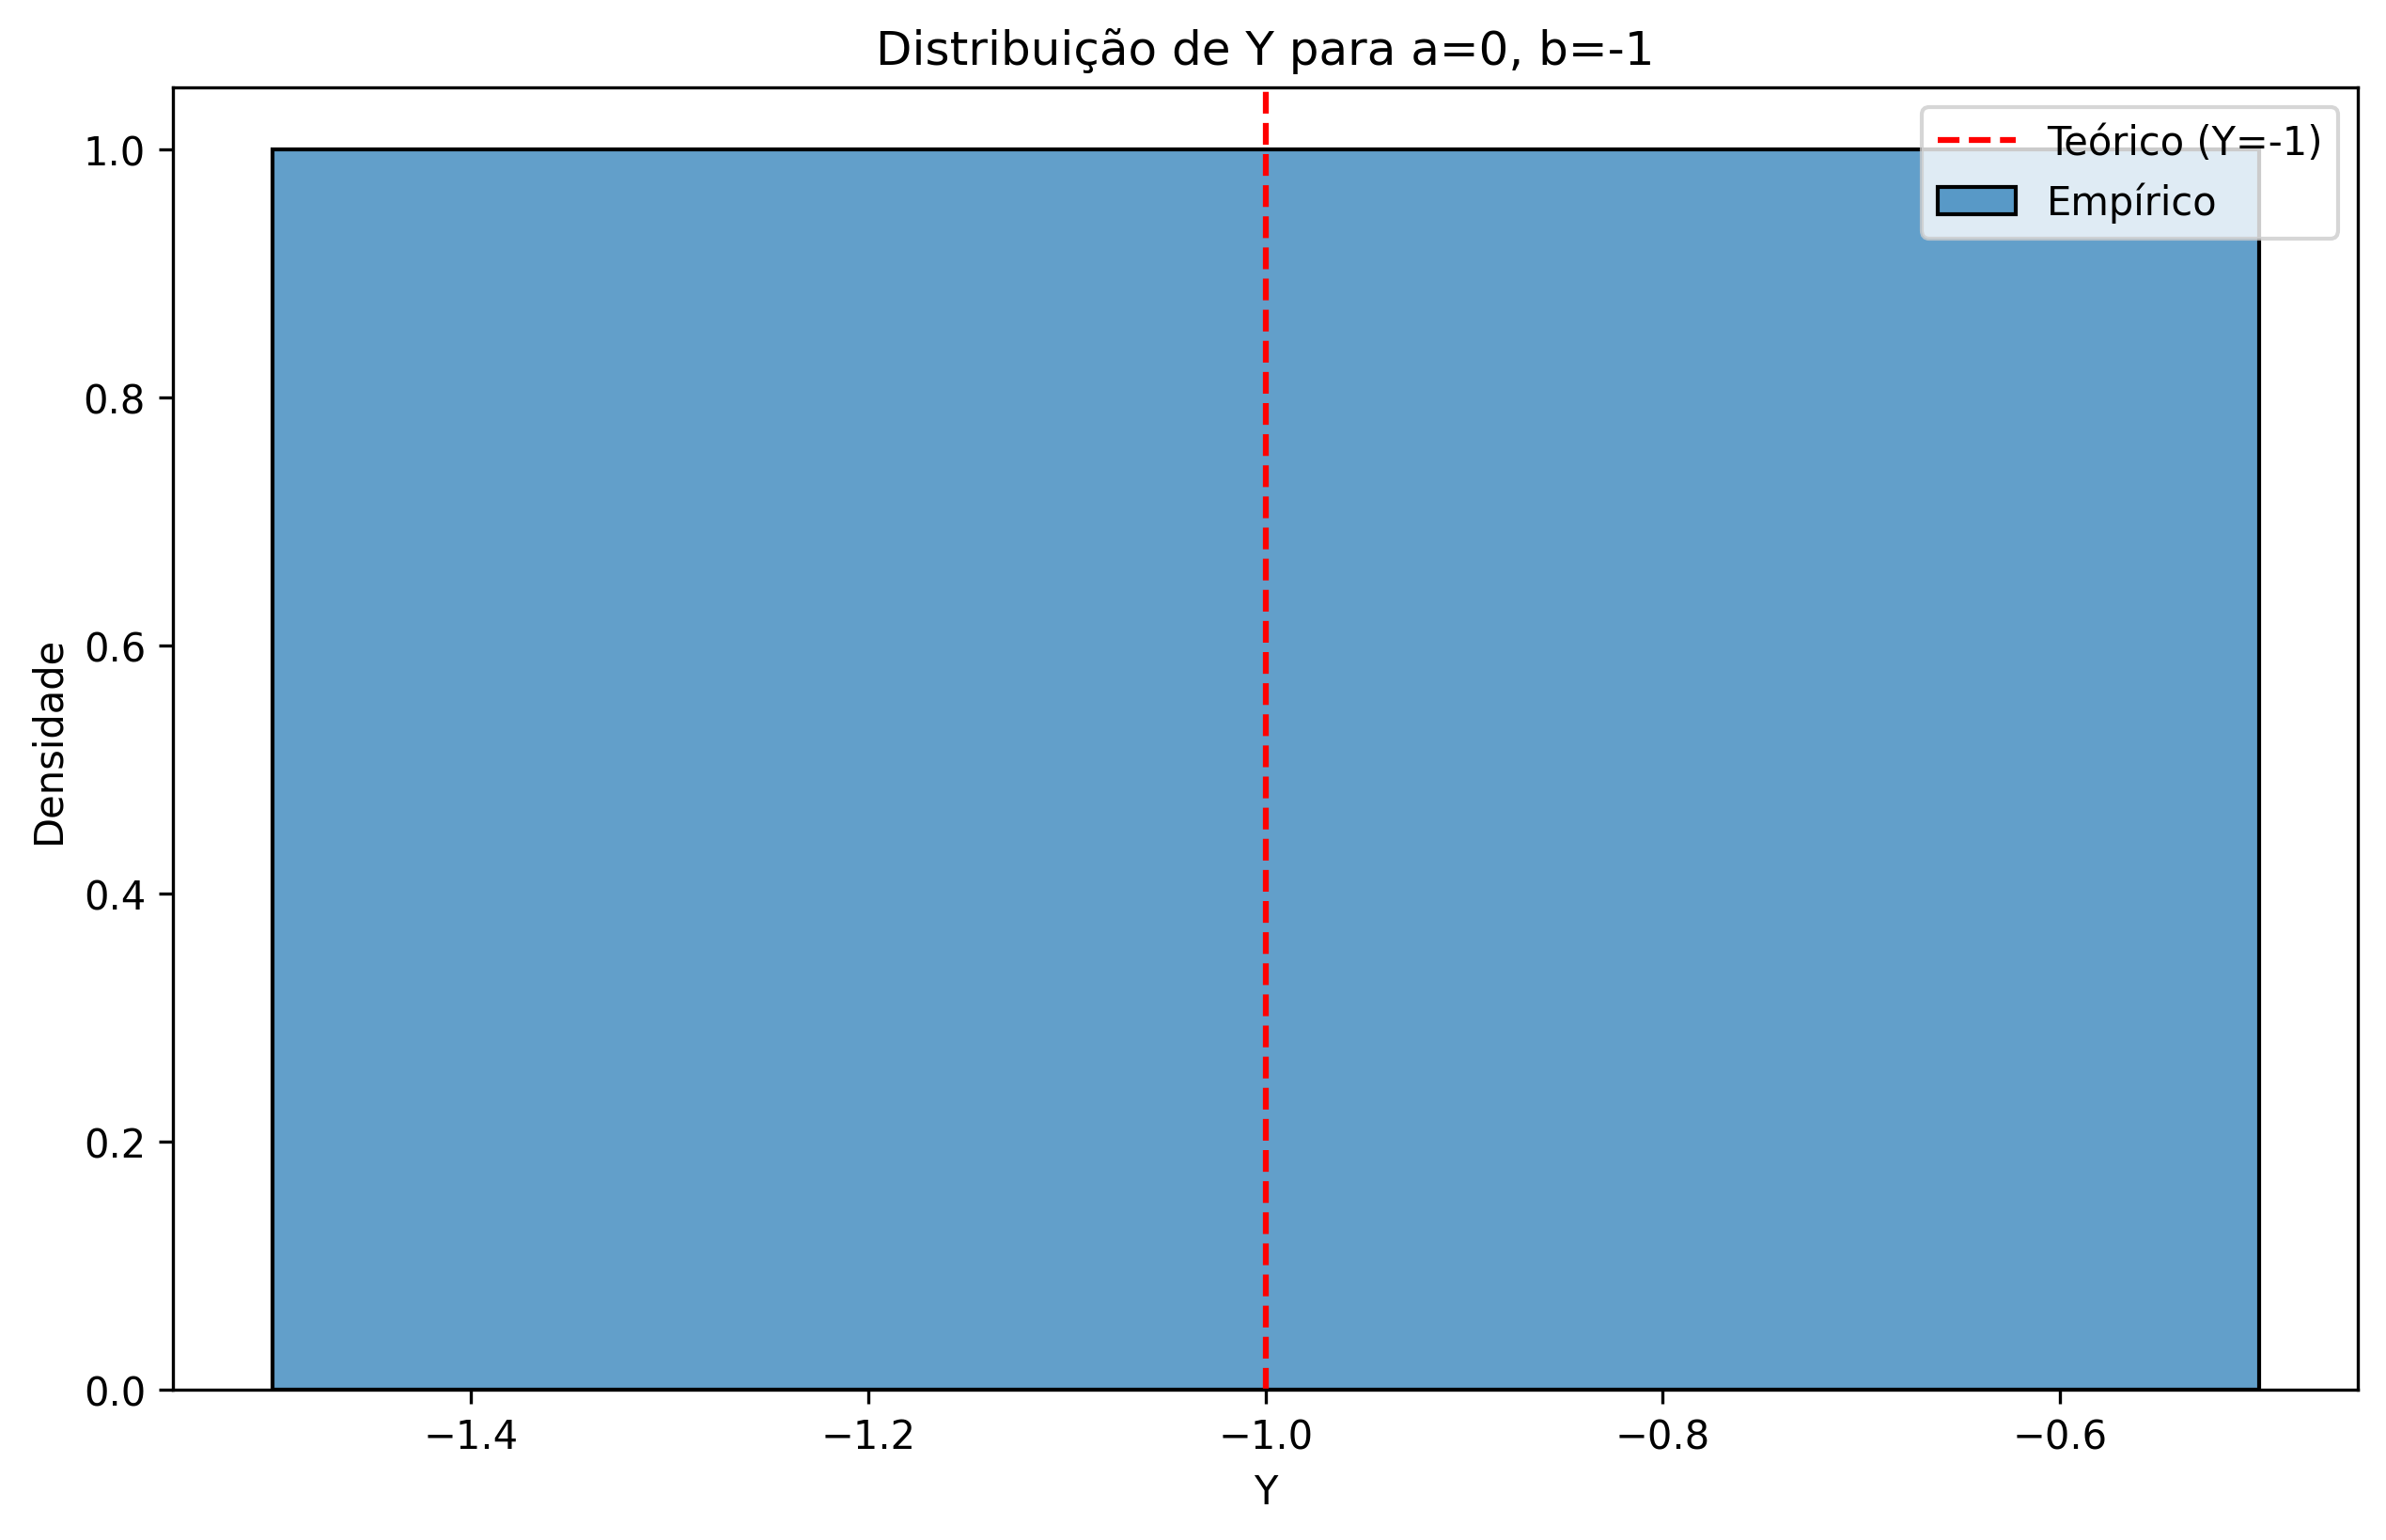 Distribuição de Y para a=0, b=-1
Teórico (Y=-1)
Empírico
Densidade
1.0
0.8
0.6
0.4
0.2
0.0
−1.4
−1.2
−1.0
−0.8
−0.6
Y